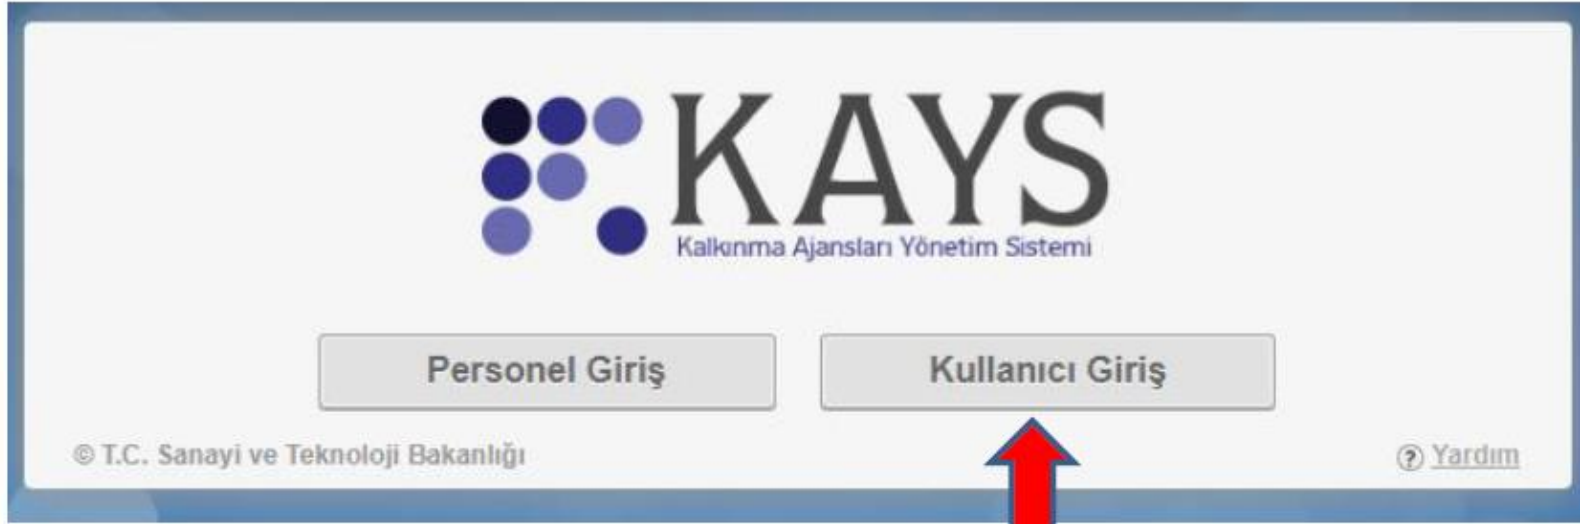 KAYS
Kalkınma Ajansları Yönetim Sistemi
Personel Giriş
Kullanıcı Giriş
© T.C. Sanayi ve Teknoloji Bakanlığı
? Yardım